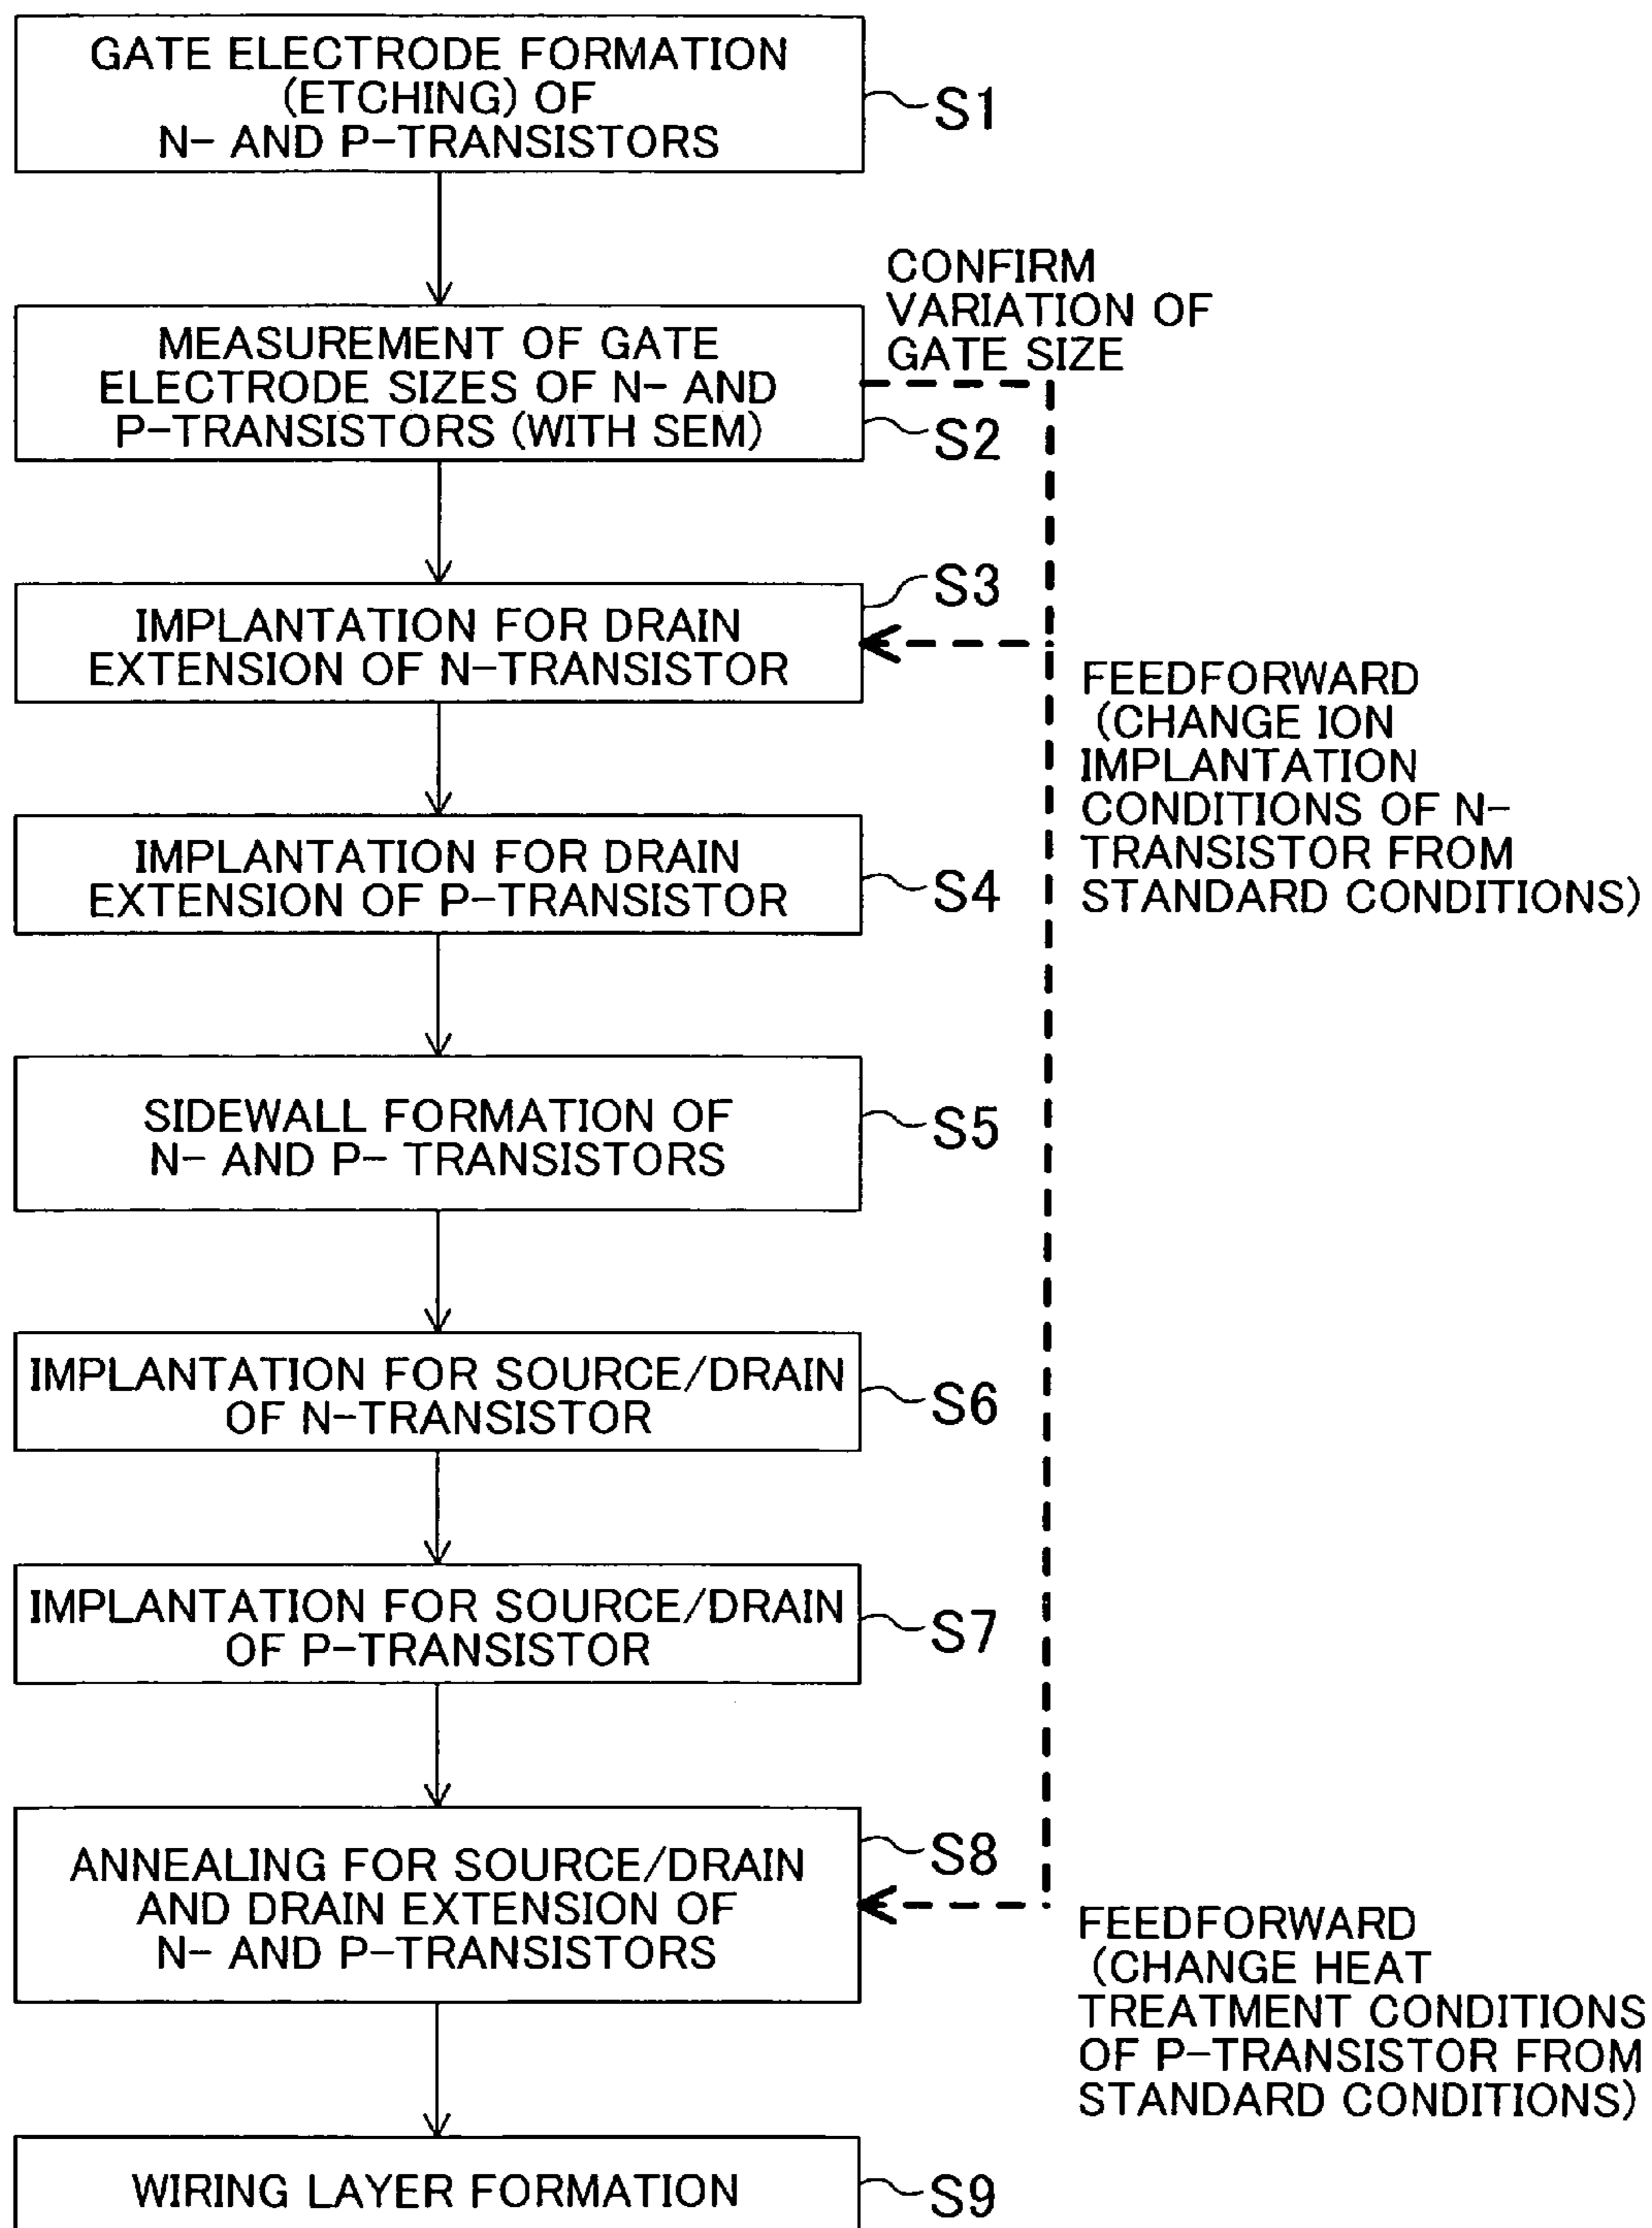 GATE ELECTRODE FORMATION
(ETCHING) OF
N- AND P-TRANSISTORS
S1
CONFIRM
VARIATION OF
GATE SIZE
MEASUREMENT OF GATE
ELECTRODE SIZES OF N- AND
P-TRANSISTORS (WITH SEM)
S2
IMPLANTATION FOR DRAIN
EXTENSION OF N-TRANSISTOR
S3
FEEDFORWARD
(CHANGE ION
IMPLANTATION
CONDITIONS OF N-
TRANSISTOR FROM
STANDARD CONDITIONS)
IMPLANTATION FOR DRAIN
EXTENSION OF P-TRANSISTOR
S4
SIDEWALL FORMATION OF
N- AND P- TRANSISTORS
S5
IMPLANTATION FOR SOURCE/DRAIN
OF N-TRANSISTOR
S6
IMPLANTATION FOR SOURCE/DRAIN
OF P-TRANSISTOR
S7
ANNEALING FOR SOURCE/DRAIN
AND DRAIN EXTENSION OF
N- AND P-TRANSISTORS
S8
FEEDFORWARD
(CHANGE HEAT
TREATMENT CONDITIONS
OF P-TRANSISTOR FROM
STANDARD CONDITIONS)
WIRING LAYER FORMATION
S9